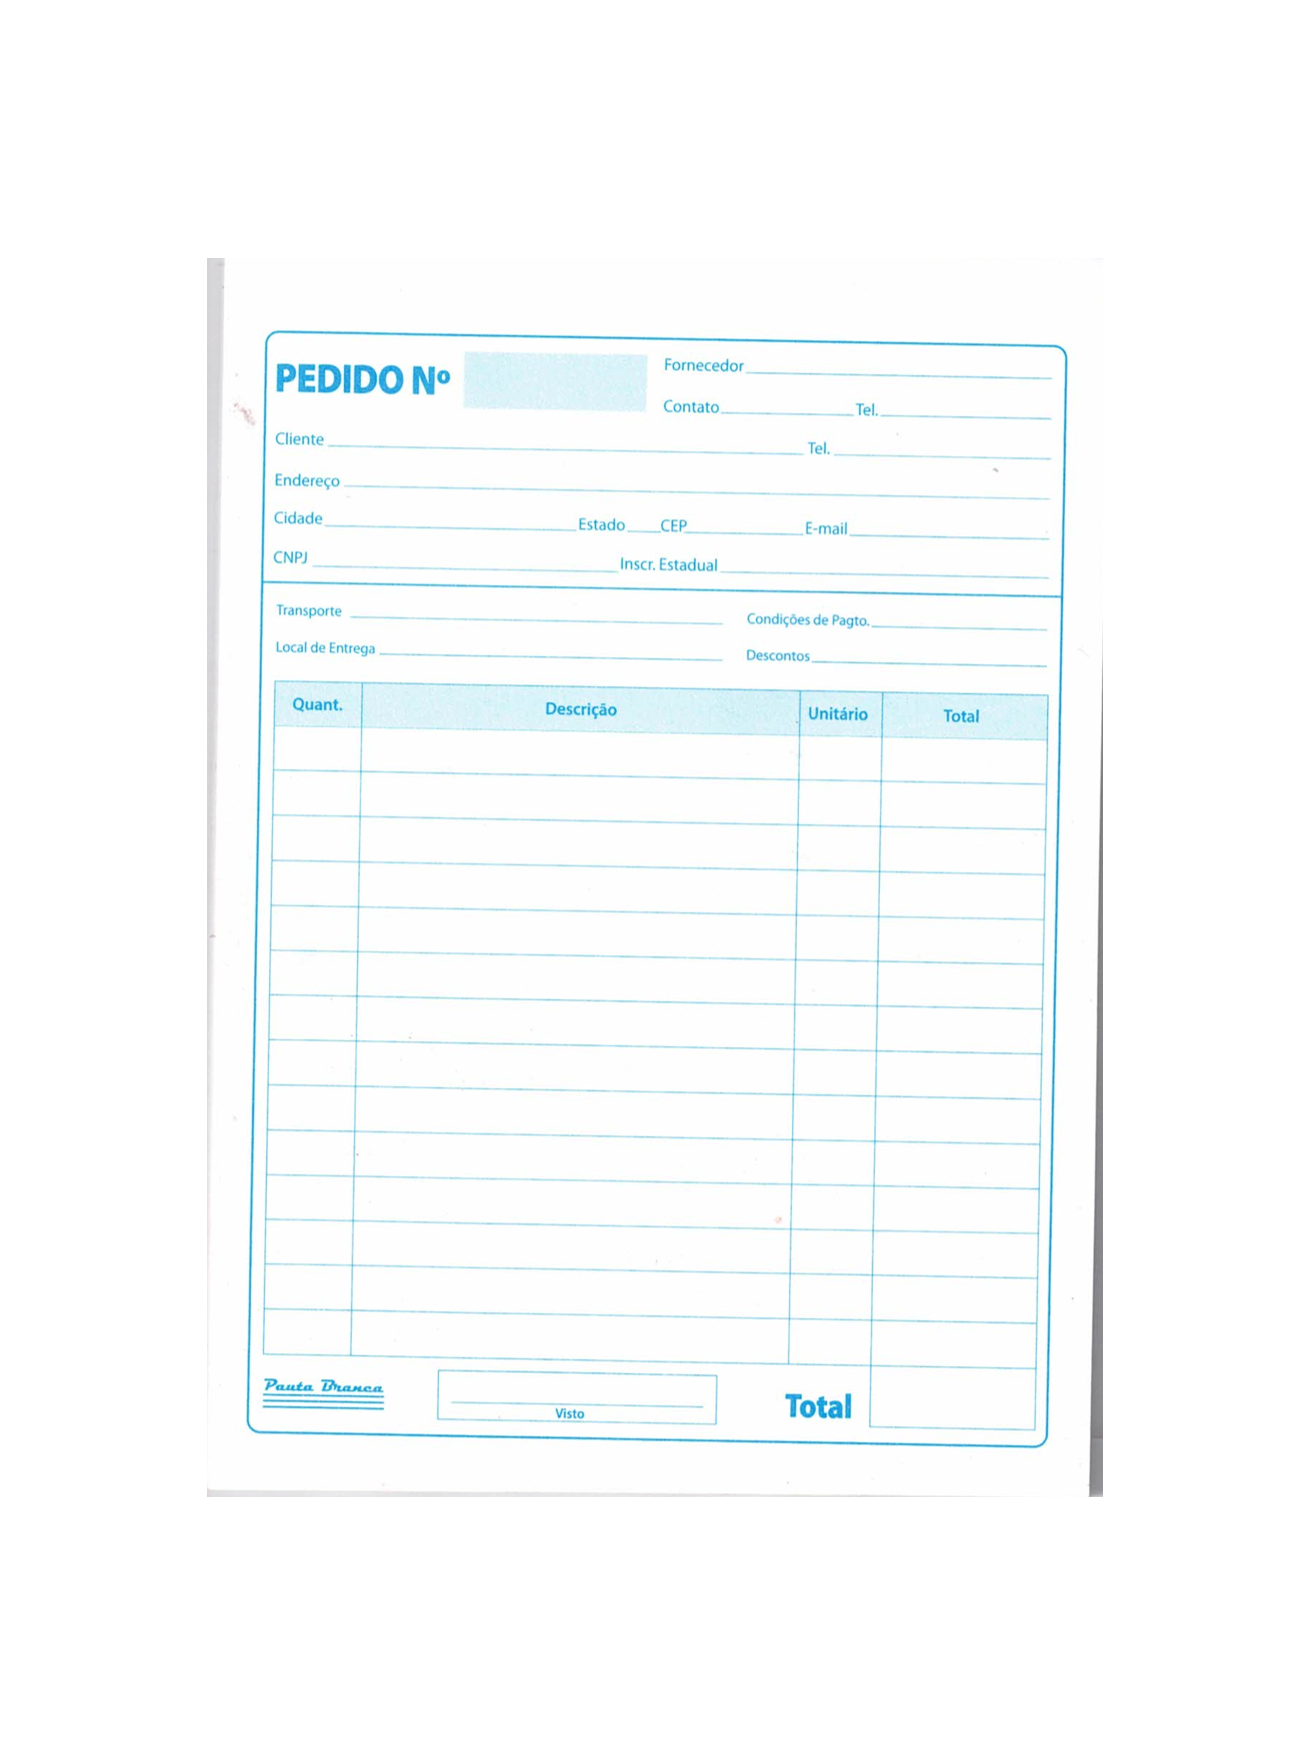 PEDIDO Nº
Fornecedor
Contato Tel.
Cliente Tel.
Endereço
Cidade Estado CEP E-mail
CNPJ Inscr. Estadual
Transporte Condições de Pagto.
Local de Entrega Descontos
Quant. Descrição Unitário Total
Pauta Branca Visto Total